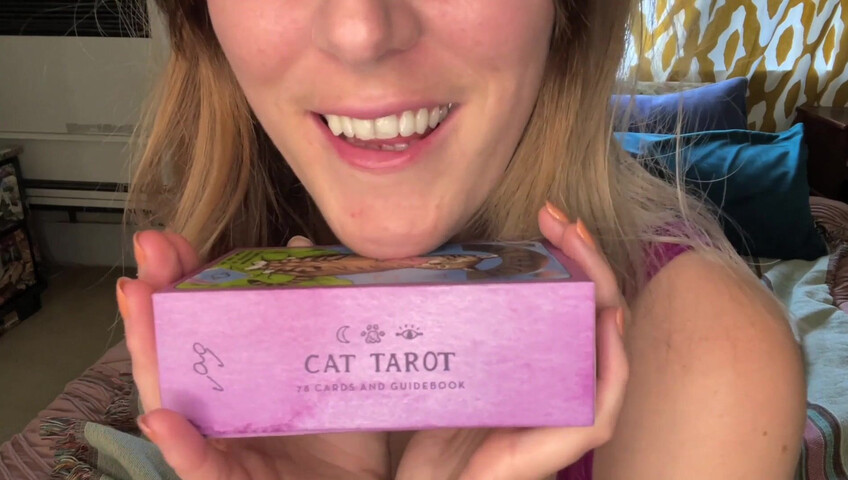 CAT TAROT
78 CARDS AND GUIDEBOOK